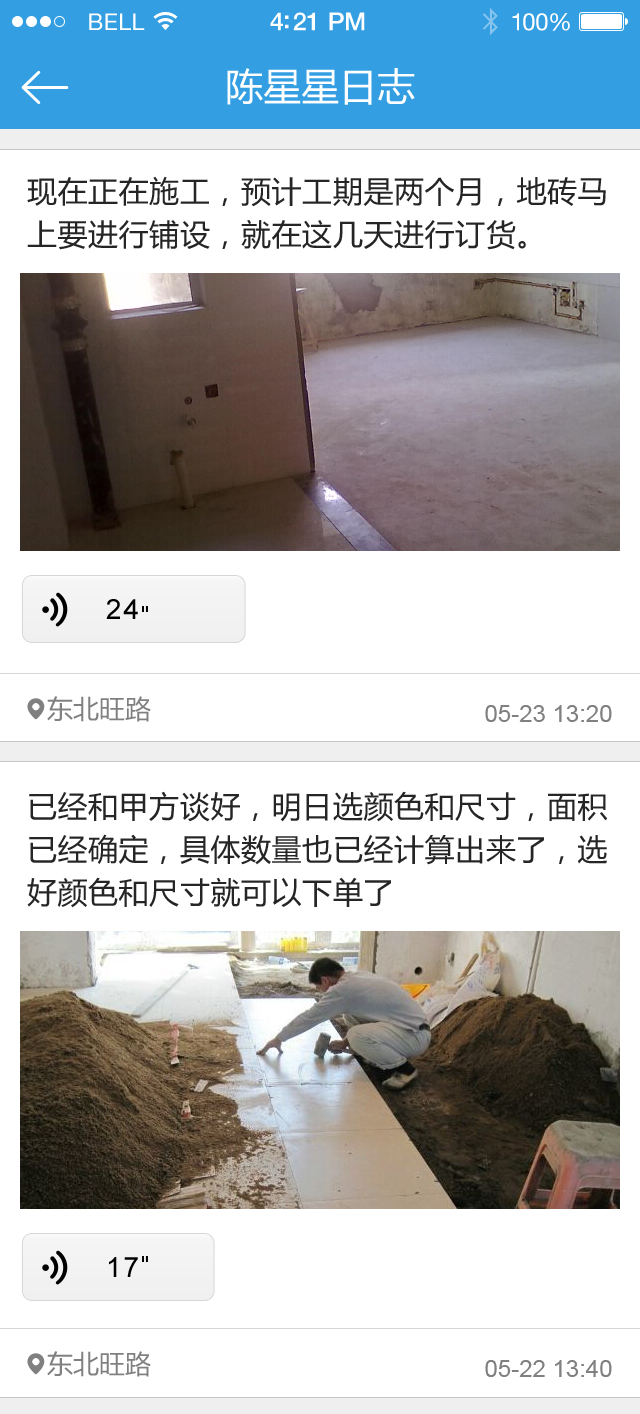 BELL 4:21 PM 100%
陈星星日志
现在正在施工，预计工期是两个月，地砖马
上要进行铺设，就在这几天进行订货。
24"
东北旺路 05-23 13:20
已经和甲方谈好，明日选颜色和尺寸，面积
已经确定，具体数量也已经计算出来了，选
好颜色和尺寸就可以下单了
17"
东北旺路 05-22 13:40